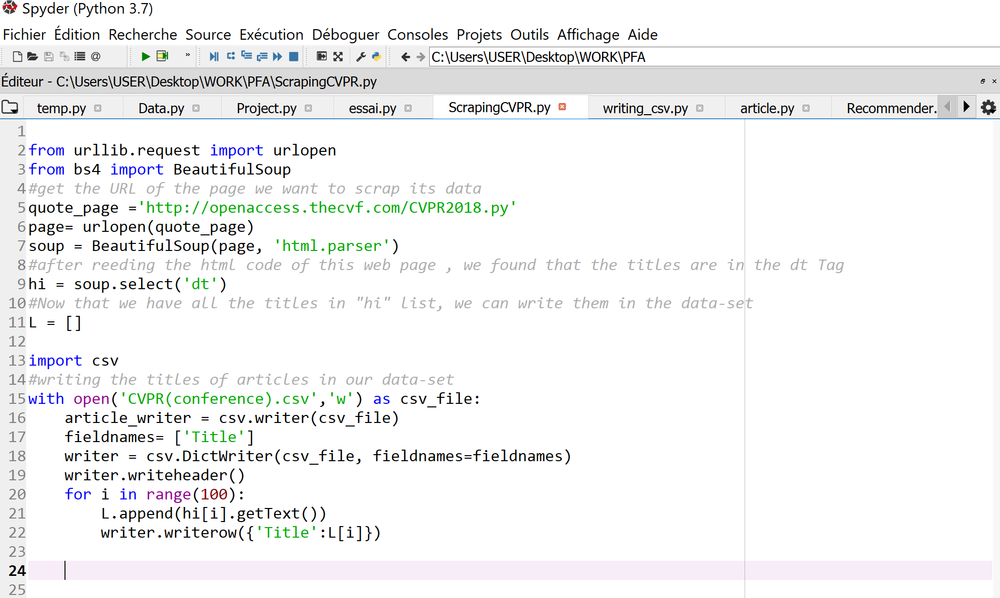 Spyder (Python 3.7)
Fichier Édition Recherche Source Exécution Déboguer Consoles Projets Outils Affichage Aide
@ » C:\Users\USER\Desktop\WORK\PFA
Éditeur - C:\Users\USER\Desktop\WORK\PFA\ScrapingCVPR.py
temp.py Data.py Project.py essai.py ScrapingCVPR.py writing_csv.py article.py Recommender.
1
2 from urllib.request import urlopen
3 from bs4 import BeautifulSoup
4 #get the URL of the page we want to scrap its data
5 quote_page ='http://openaccess.thecvf.com/CVPR2018.py'
6 page= urlopen(quote_page)
7 soup = BeautifulSoup(page, 'html.parser')
8 #after reeding the html code of this web page , we found that the titles are in the dt Tag
9 hi = soup.select('dt')
10 #Now that we have all the titles in "hi" list, we can write them in the data-set
11 L = []
12
13 import csv
14 #writing the titles of articles in our data-set
15 with open('CVPR(conference).csv','w') as csv_file:
16     article_writer = csv.writer(csv_file)
17     fieldnames= ['Title']
18     writer = csv.DictWriter(csv_file, fieldnames=fieldnames)
19     writer.writeheader()
20     for i in range(100):
21         L.append(hi[i].getText())
22         writer.writerow({'Title':L[i]})
23
24
25